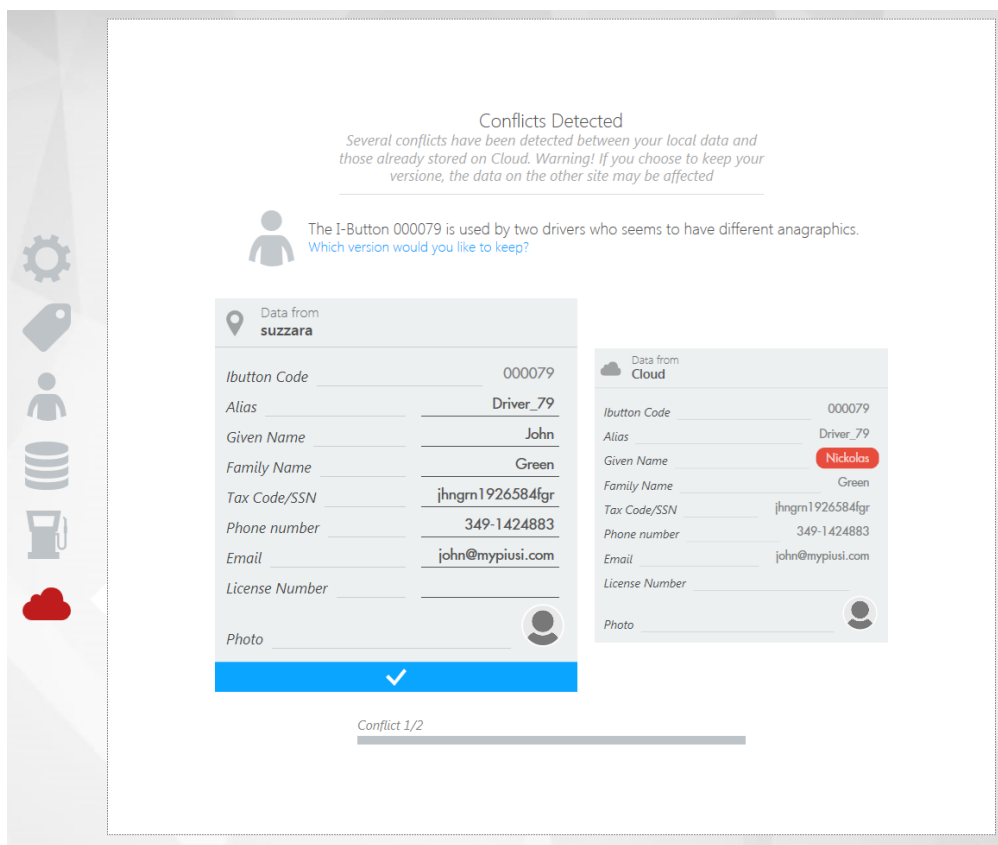 Conflicts Detected
Several conflicts have been detected between your local data and
those already stored on Cloud. Warning! If you choose to keep your
versione, the data on the other site may be affected
The I-Button 000079 is used by two drivers who seems to have different anagraphics.
Which version would you like to keep?
Data from
suzzara
Ibutton Code 000079
Alias Driver_79
Given Name John
Family Name Green
Tax Code/SSN jhngrn1926584fgr
Phone number 349-1424883
Email john@mypiusi.com
License Number
Photo
Data from
Cloud
Ibutton Code 000079
Alias Driver_79
Given Name Nickolas
Family Name Green
Tax Code/SSN jhngrn1926584fgr
Phone number 349-1424883
Email john@mypiusi.com
License Number
Photo
Conflict 1/2